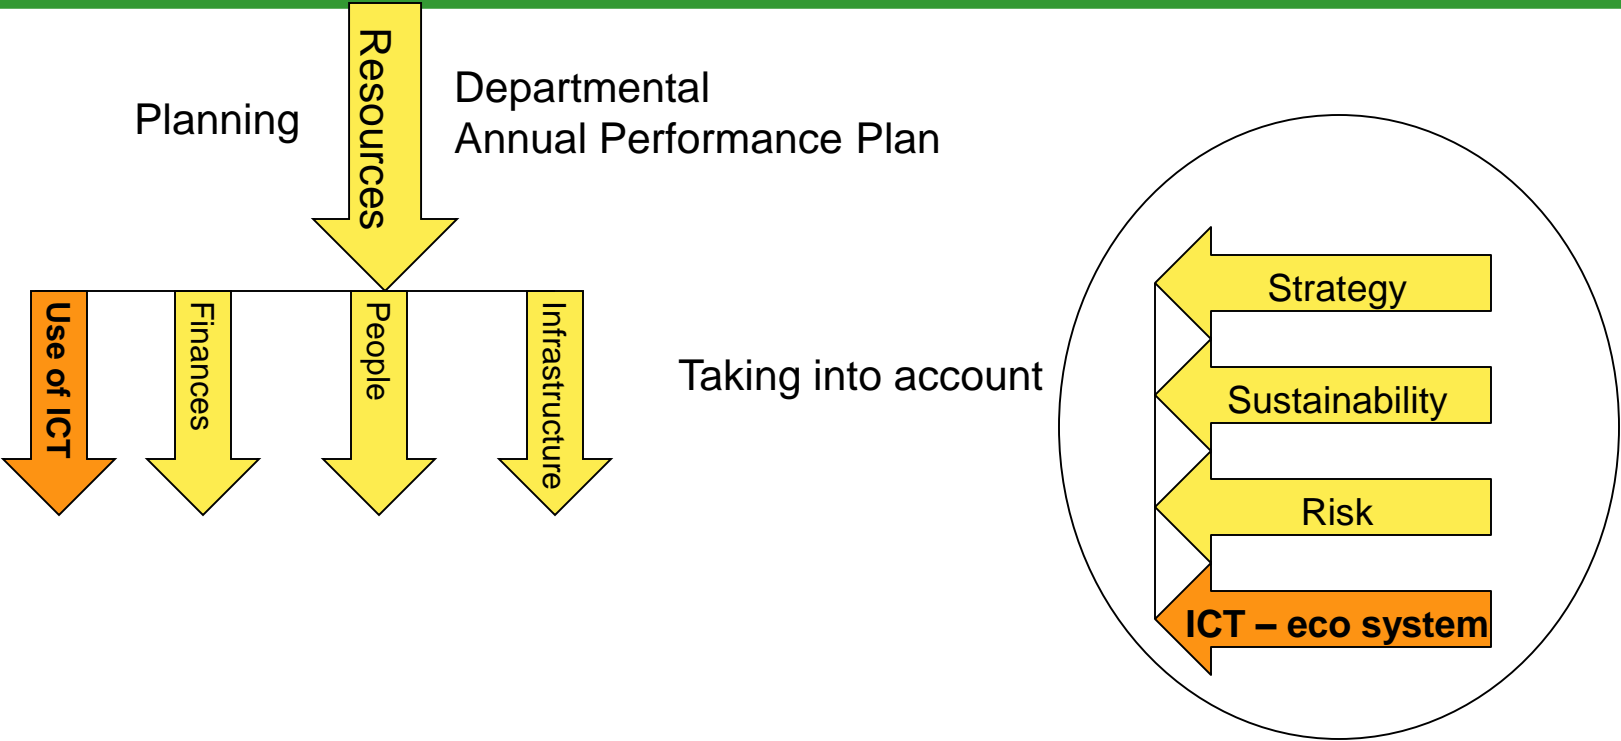 Resources
Planning
Departmental
Annual Performance Plan
Use of ICT
Finances
People
Infrastructure
Taking into account
Strategy
Sustainability
Risk
ICT – eco system